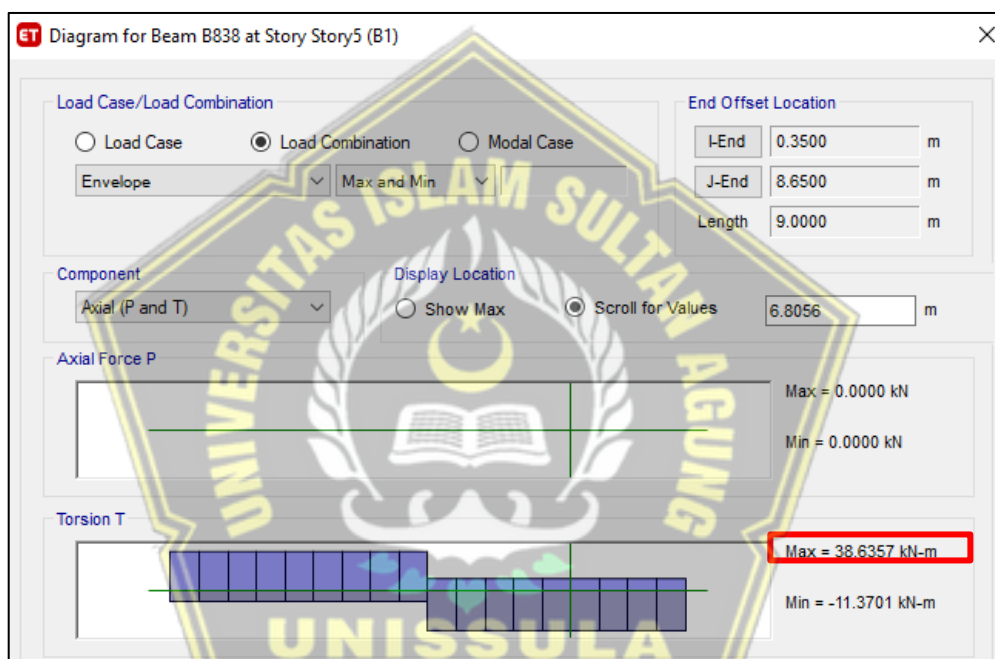 ET Diagram for Beam B838 at Story Story5 (B1)
Load Case/Load Combination
Load Case Load Combination Modal Case
Envelope Max and Min
End Offset Location
I-End 0.3500 m
J-End 8.6500 m
Length 9.0000 m
Component
Axial (P and T)
Display Location
Show Max Scroll for Values 6.8056 m
Axial Force P
Max = 0.0000 kN
Min = 0.0000 kN
Torsion T
Max = 38.6357 kN-m
Min = -11.3701 kN-m
UNIVERSITAS ISLAM SULTAN AGUNG
UNISSULA